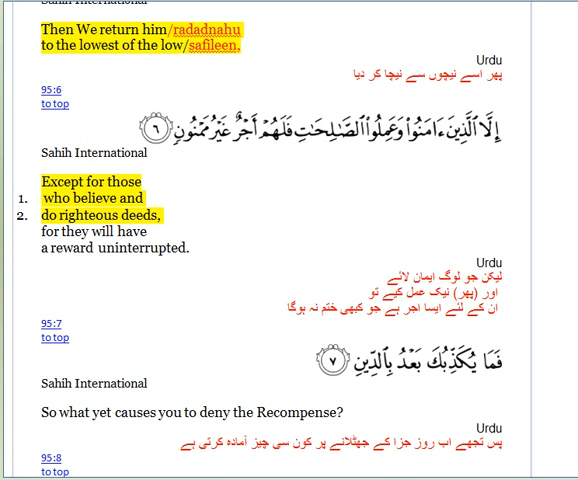 Sahih International
Then We return him/radadnahu
to the lowest of the low/safileen,
Urdu
پھر اسے نیچوں سے نیچا کر دیا
95:6
to top
إِلَّا ٱلَّذِينَ ءَامَنُوا۟ وَعَمِلُوا۟ ٱلصَّـٰلِحَـٰتِ فَلَهُمْ أَجْرٌ غَيْرُ مَمْنُونٍ ٦
Sahih International
Except for those
1. who believe and
2. do righteous deeds,
for they will have
a reward uninterrupted.
Urdu
لیکن جو لوگ ایمان لائے
اور (پھر) نیک عمل کیے تو
ان کے لئے ایسا اجر ہے جو کبھی ختم نہ ہوگا
95:7
to top
فَمَا يُكَذِّبُكَ بَعْدُ بِٱلدِّينِ ٧
Sahih International
So what yet causes you to deny the Recompense?
Urdu
پس تجھے اب روز جزا کے جھٹلانے پر کون سی چیز آماده کرتی ہے
95:8
to top